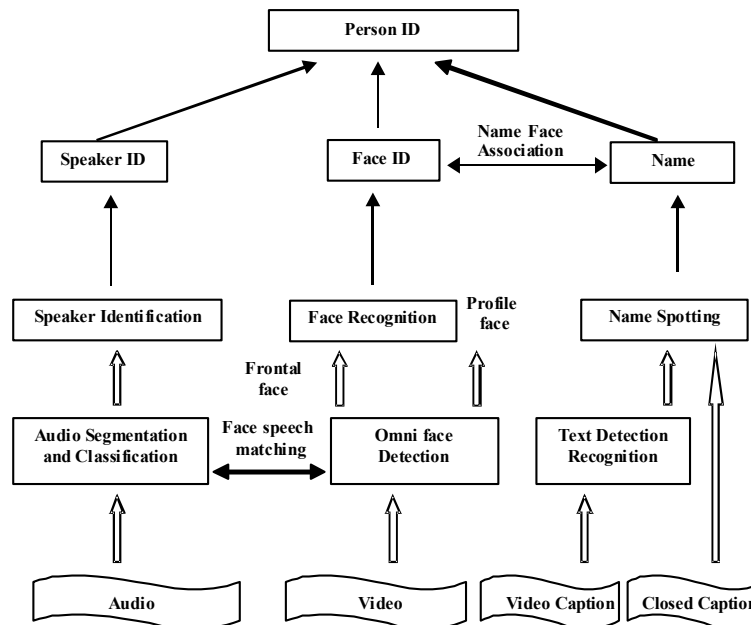 Person ID
Name Face
Association
Speaker ID
Face ID
Name
Profile
face
Speaker Identification
Face Recognition
Name Spotting
Frontal
face
Face speech
matching
Audio Segmentation
and Classification
Omni face
Detection
Text Detection
Recognition
Audio
Video
Video Caption
Closed Caption